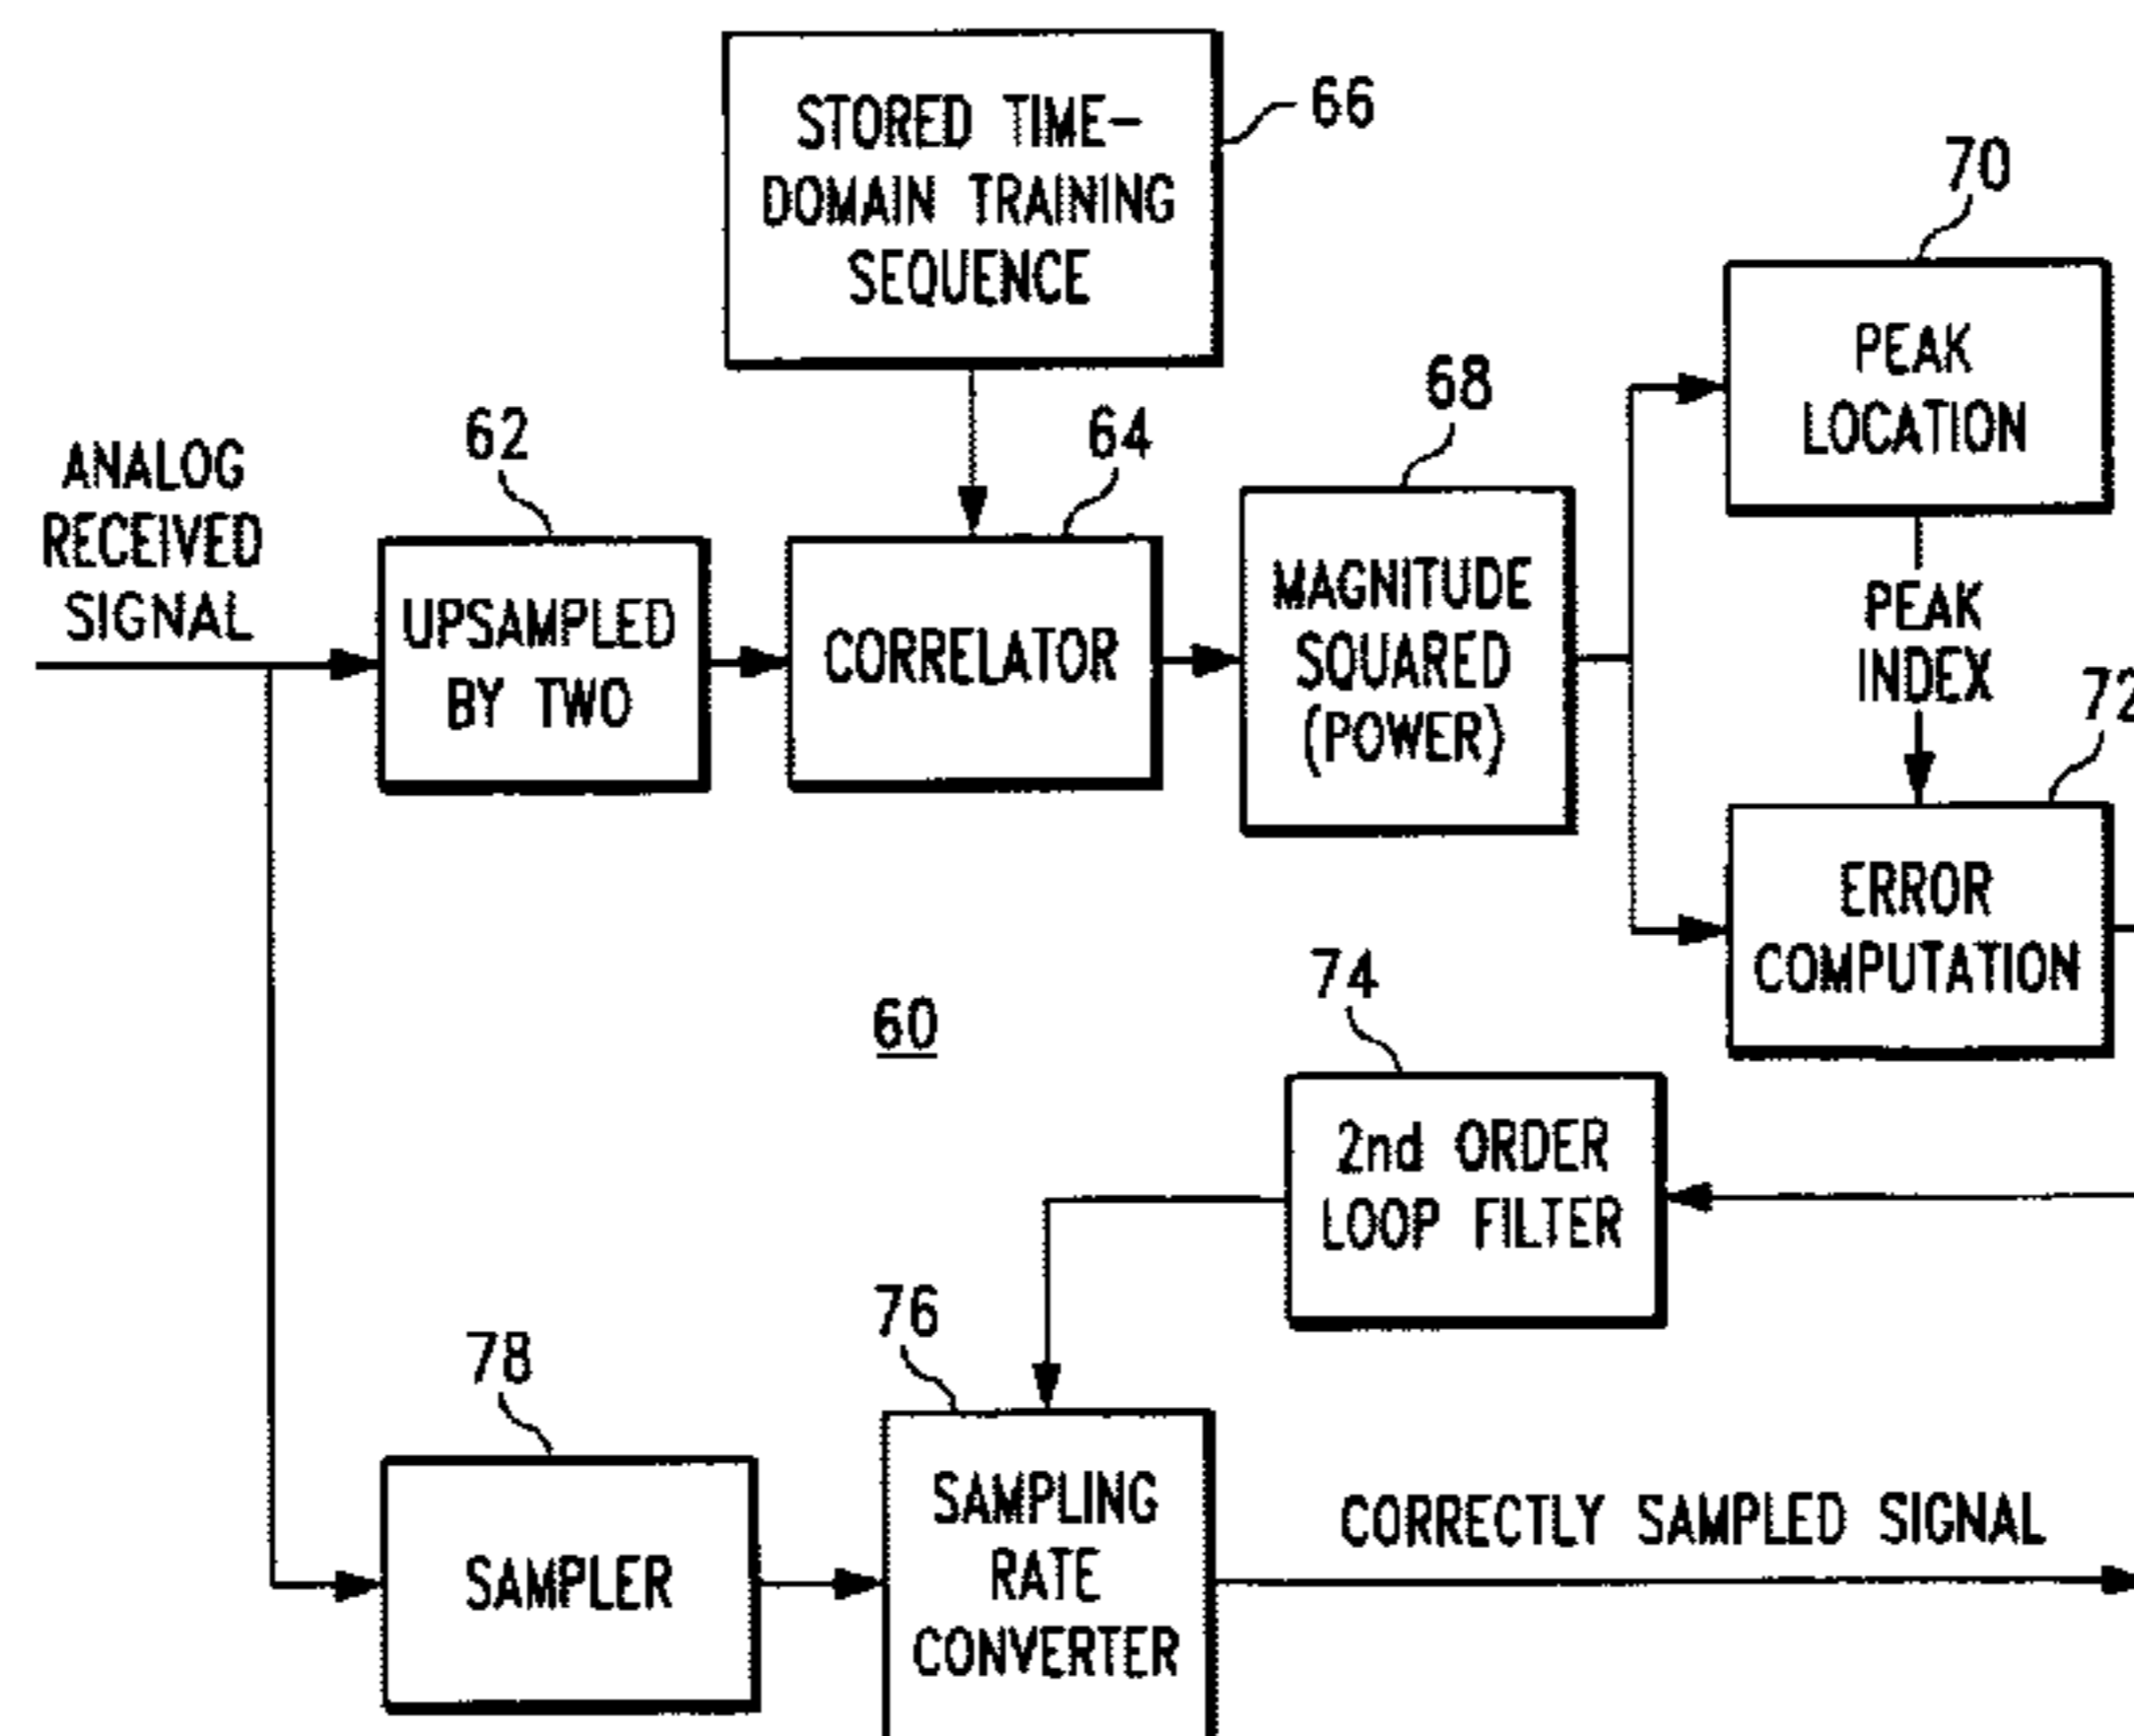 STORED TIME-
DOMAIN TRAINING
SEQUENCE
66
70
PEAK
LOCATION
68
62
64
ANALOG
RECEIVED
SIGNAL
UPSAMPLED
BY TWO
CORRELATOR
MAGNITUDE
SQUARED
(POWER)
PEAK
INDEX
72
ERROR
COMPUTATION
60
74
2nd ORDER
LOOP FILTER
76
78
SAMPLER
SAMPLING
RATE
CONVERTER
CORRECTLY SAMPLED SIGNAL